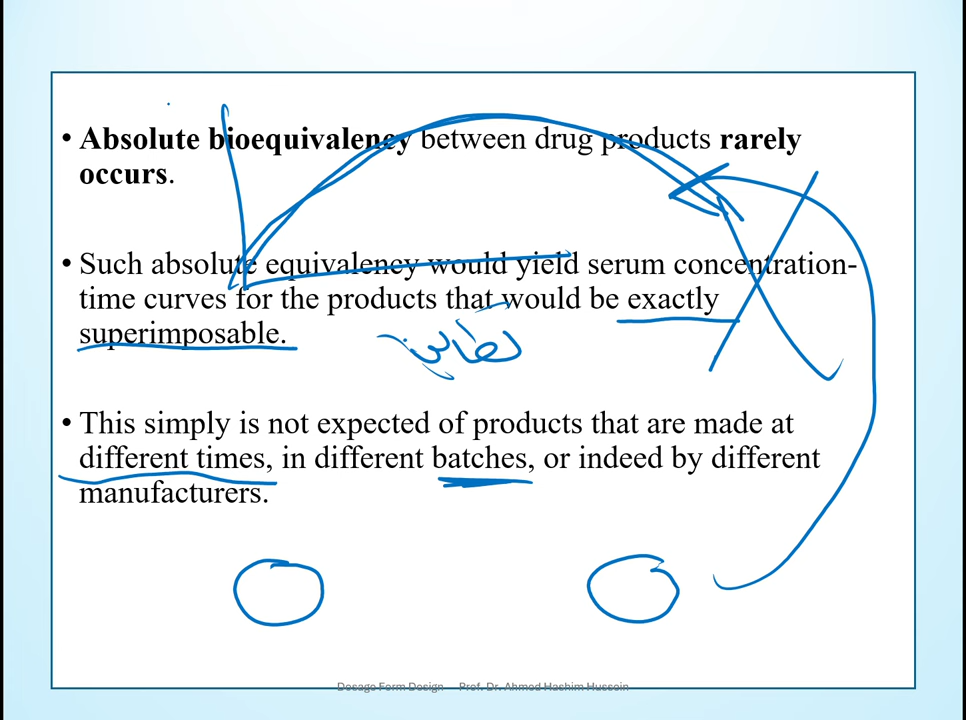 • Absolute bioequivalency between drug products rarely
occurs.
• Such absolute equivalency would yield serum concentration-
time curves for the products that would be exactly
superimposable.
• This simply is not expected of products that are made at
different times, in different batches, or indeed by different
manufacturers.
Dosage Form Design Prof. Dr. Ahmed Hashim Hussein